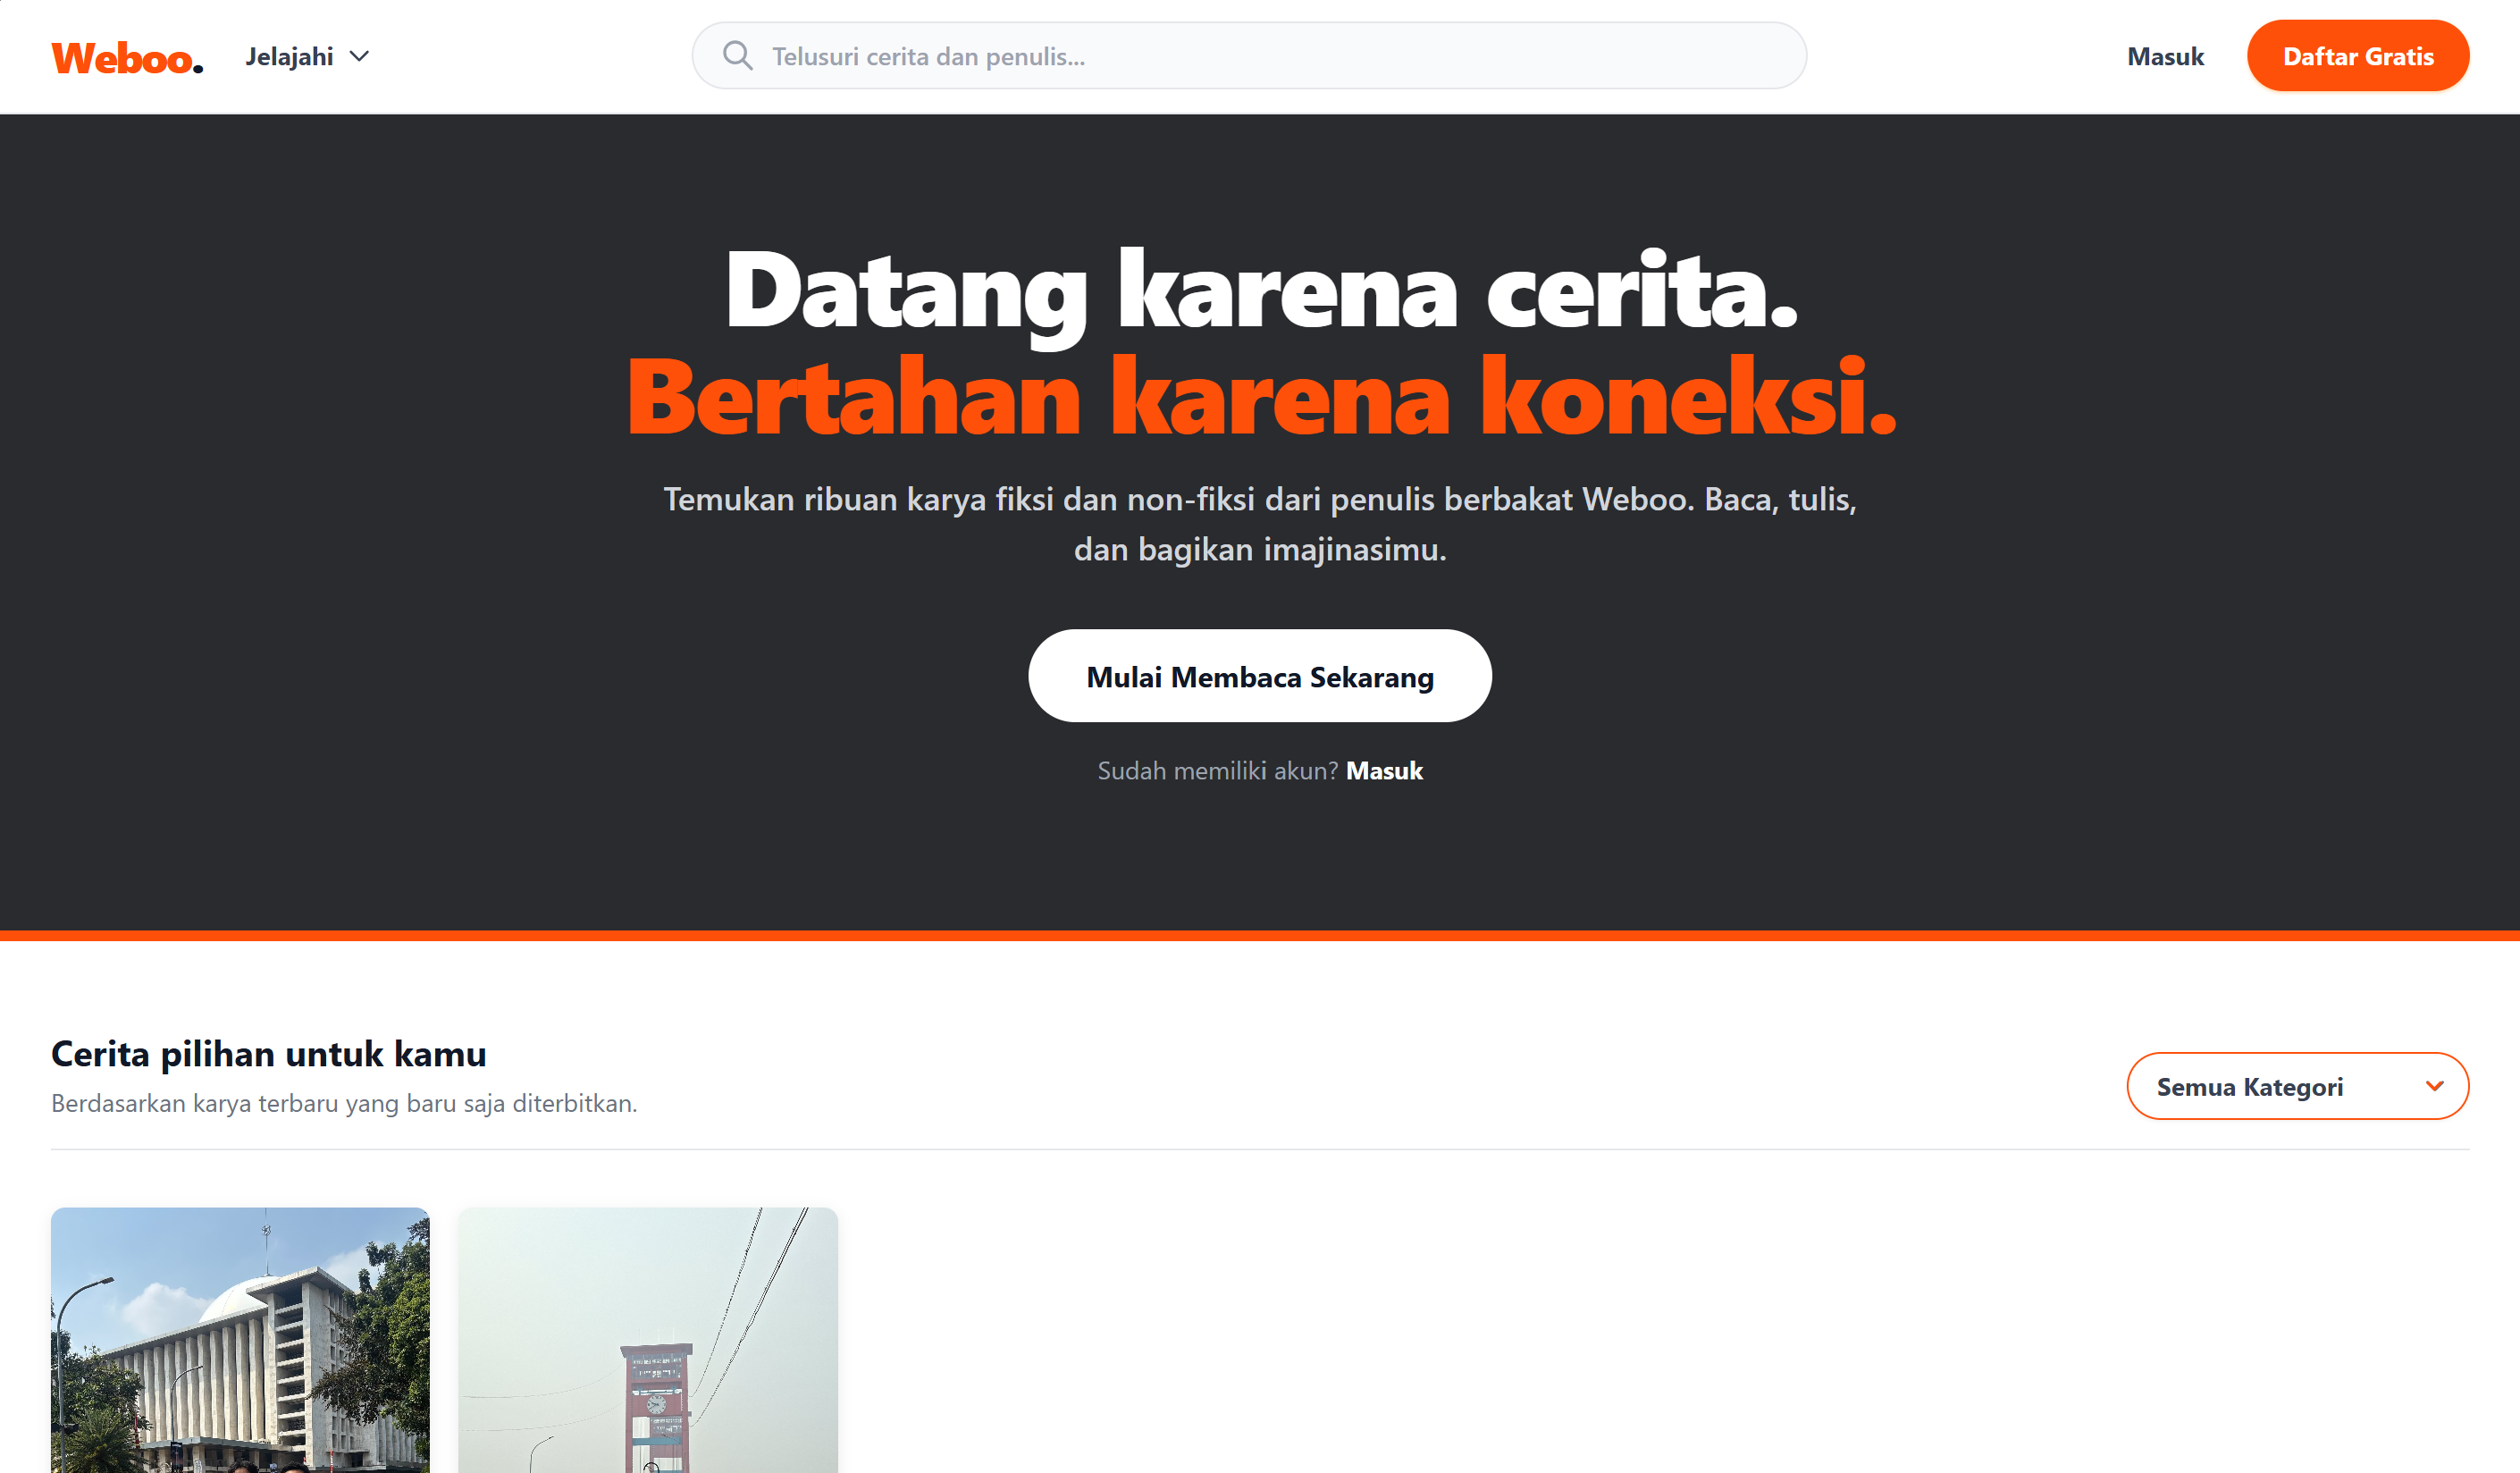 Weboo.
Jelajahi
Telusuri cerita dan penulis...
Masuk
Daftar Gratis
Datang karena cerita.
Bertahan karena koneksi.
Temukan ribuan karya fiksi dan non-fiksi dari penulis berbakat Weboo. Baca, tulis,
dan bagikan imajinasimu.
Mulai Membaca Sekarang
Sudah memiliki akun? Masuk
Cerita pilihan untuk kamu
Berdasarkan karya terbaru yang baru saja diterbitkan.
Semua Kategori